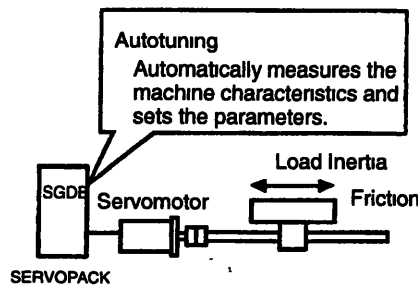 Autotuning
Automatically measures the
machine characteristics and
sets the parameters.
Load Inertia
SGDE
Servomotor
Friction
SERVOPACK